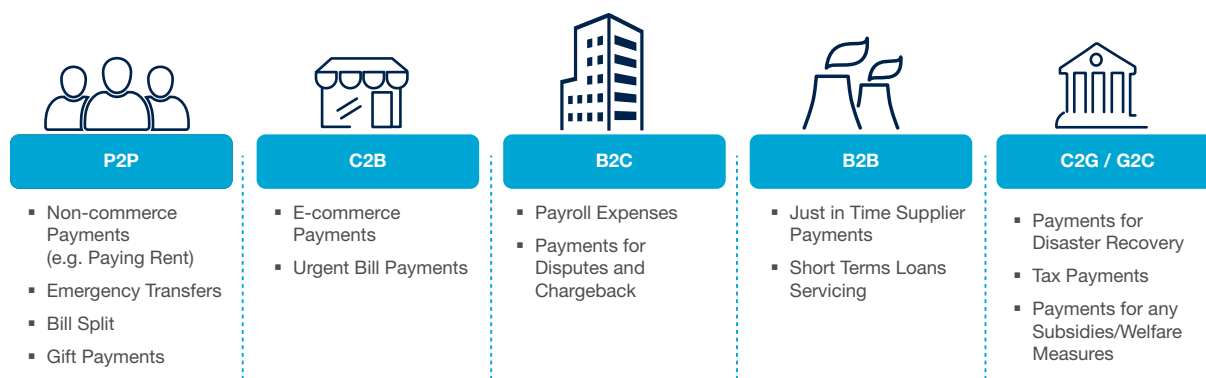 P2P
▪ Non-commerce
Payments
(e.g. Paying Rent)
▪ Emergency Transfers
▪ Bill Split
▪ Gift Payments
C2B
▪ E-commerce
Payments
▪ Urgent Bill Payments
B2C
▪ Payroll Expenses
▪ Payments for
Disputes and
Chargeback
B2B
▪ Just in Time Supplier
Payments
▪ Short Terms Loans
Servicing
C2G / G2C
▪ Payments for
Disaster Recovery
▪ Tax Payments
▪ Payments for any
Subsidies/Welfare
Measures